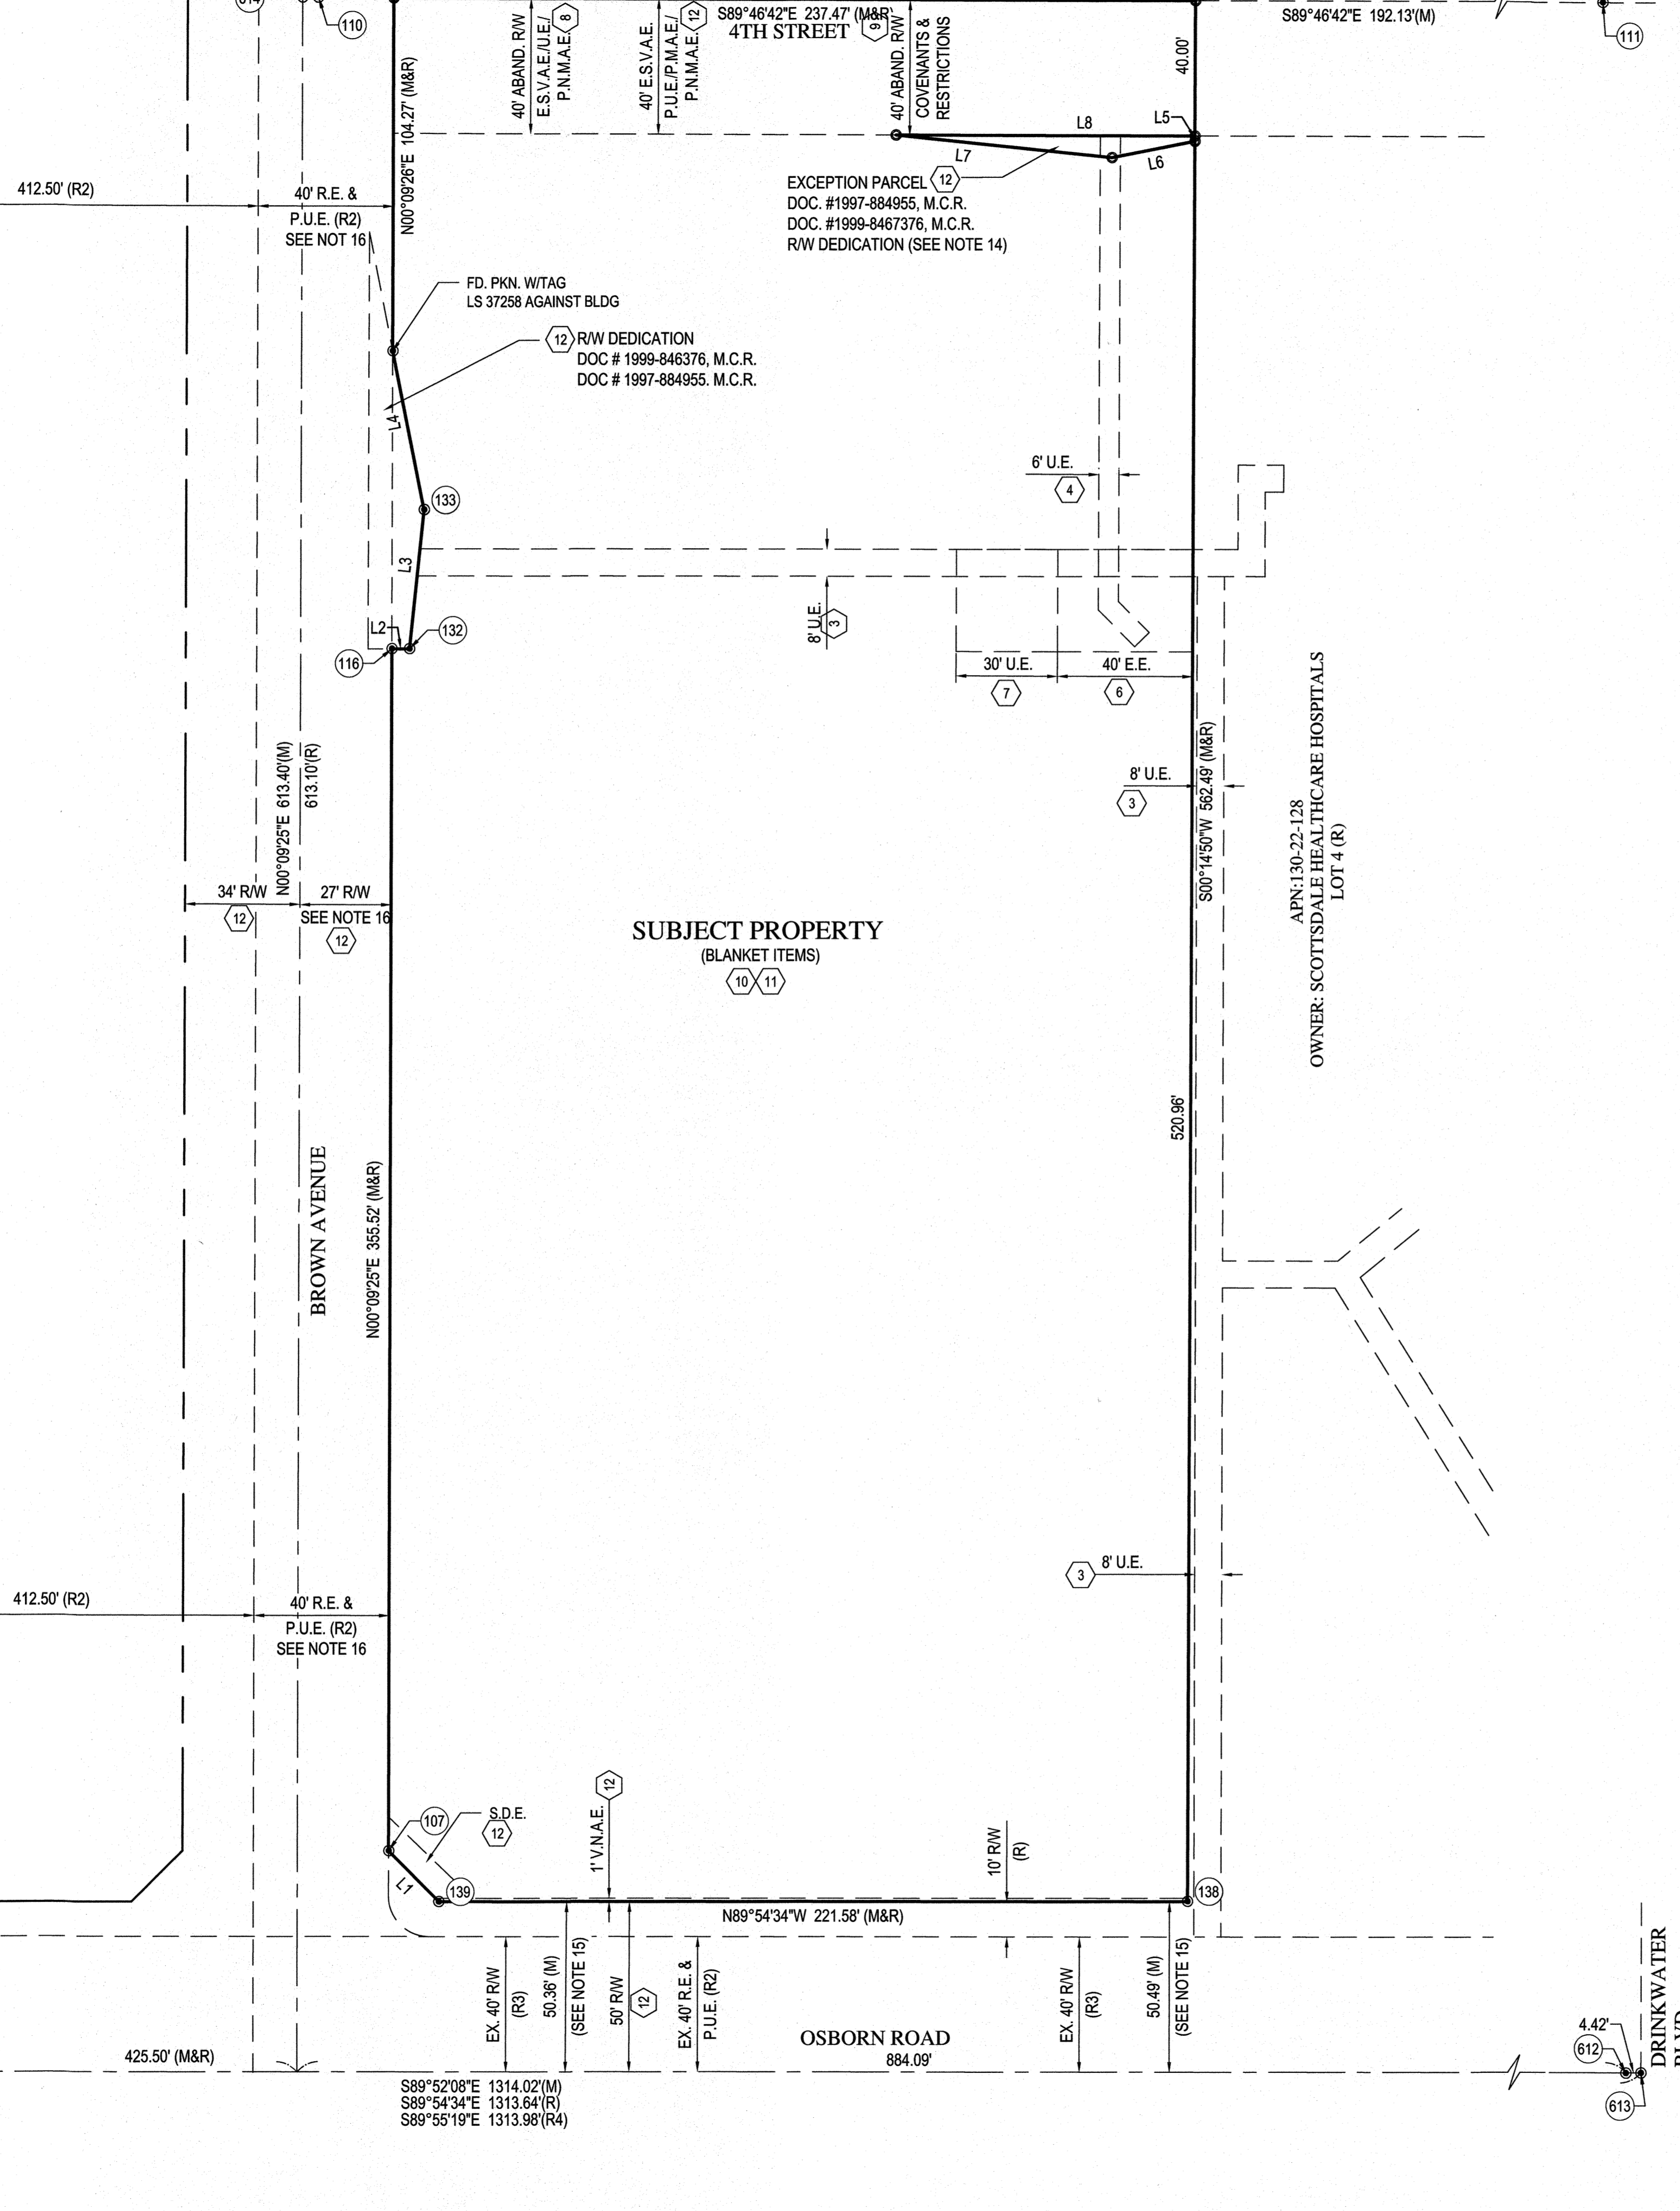 110
S89°46'42"E 237.47' (M&R)
4TH STREET
9
S89°46'42"E 192.13'(M)
111
40' ABAND. R/W
E.S.V.A.E./U.E./
P.N.M.A.E.
8
40' E.S.V.A.E.
P.U.E./P.M.A.E./
P.N.M.A.E.
12
40' ABAND. R/W
COVENANTS &
RESTRICTIONS
40.00'
N00°09'26"E 104.27' (M&R)
L8
L5
L7
L6
412.50' (R2)
40' R.E. &
P.U.E. (R2)
SEE NOT 16
EXCEPTION PARCEL
12
DOC. #1997-884955, M.C.R.
DOC. #1999-8467376, M.C.R.
R/W DEDICATION (SEE NOTE 14)
FD. PKN. W/TAG
LS 37258 AGAINST BLDG
12
R/W DEDICATION
DOC # 1999-846376, M.C.R.
DOC # 1997-884955. M.C.R.
L4
6' U.E.
4
133
L3
8' U.E.
3
L2
132
116
30' U.E.
7
40' E.E.
6
N00°09'25"E 613.40'(M)
613.10'(R)
8' U.E.
3
S00°14'50"W 562.49' (M&R)
APN:130-22-128
OWNER: SCOTTSDALE HEALTHCARE HOSPITALS
LOT 4 (R)
34' R/W
12
27' R/W
SEE NOTE 16
12
SUBJECT PROPERTY
(BLANKET ITEMS)
10
11
520.96'
BROWN AVENUE
N00°09'25"E 355.52' (M&R)
8' U.E.
3
412.50' (R2)
40' R.E. &
P.U.E. (R2)
SEE NOTE 16
107
S.D.E.
12
L1
139
1' V.N.A.E.
12
10' R/W
(R)
138
N89°54'34"W 221.58' (M&R)
EX. 40' R/W
(R3)
50.36' (M)
(SEE NOTE 15)
50' R/W
12
EX. 40' R.E. &
P.U.E. (R2)
EX. 40' R/W
(R3)
50.49' (M)
(SEE NOTE 15)
OSBORN ROAD
884.09'
425.50' (M&R)
4.42'
612
613
DRINKWATER
BLVD
S89°52'08"E 1314.02'(M)
S89°54'34"E 1313.64'(R)
S89°55'19"E 1313.98'(R4)